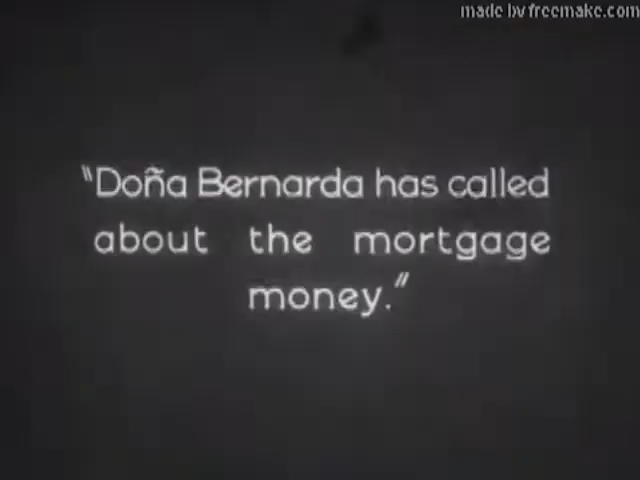 made by freemake.com
"Doña Bernarda has called
about the mortgage
money."